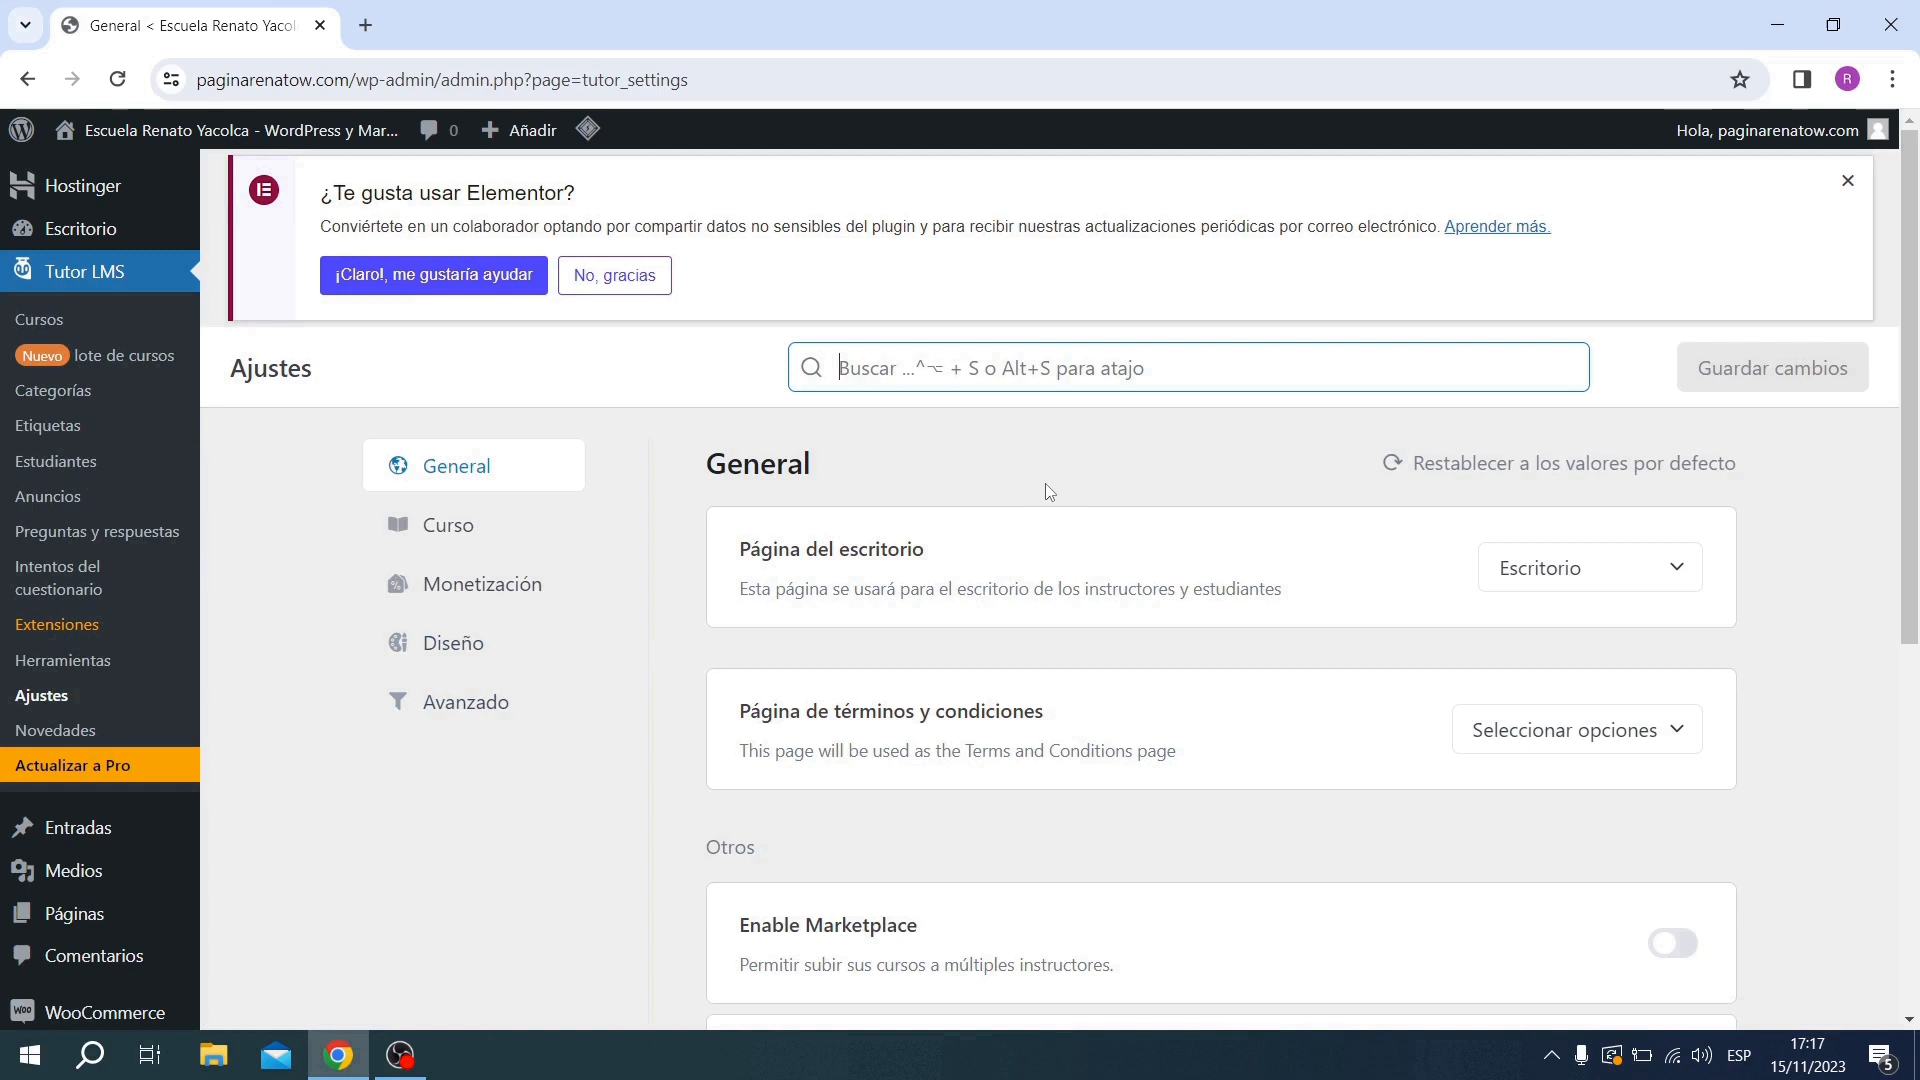 General < Escuela Renato Yacol
paginarenatow.com/wp-admin/admin.php?page=tutor_settings
R
Escuela Renato Yacolca - WordPress y Mar...
0
Añadir
Hola, paginarenatow.com
Hostinger
Escritorio
Tutor LMS
Cursos
Nuevo lote de cursos
Categorías
Etiquetas
Estudiantes
Anuncios
Preguntas y respuestas
Intentos del
cuestionario
Extensiones
Herramientas
Ajustes
Novedades
Actualizar a Pro
Entradas
Medios
Páginas
Comentarios
Woo WooCommerce
¿Te gusta usar Elementor?
Conviértete en un colaborador optando por compartir datos no sensibles del plugin y para recibir nuestras actualizaciones periódicas por correo electrónico. Aprender más.
¡Claro!, me gustaría ayudar
No, gracias
Ajustes
Buscar ...^⌥ + S o Alt+S para atajo
Guardar cambios
General
Curso
Monetización
Diseño
Avanzado
General
Restablecer a los valores por defecto
Página del escritorio
Esta página se usará para el escritorio de los instructores y estudiantes
Escritorio
Página de términos y condiciones
This page will be used as the Terms and Conditions page
Seleccionar opciones
Otros
Enable Marketplace
Permitir subir sus cursos a múltiples instructores.
ESP
17:17
15/11/2023
5